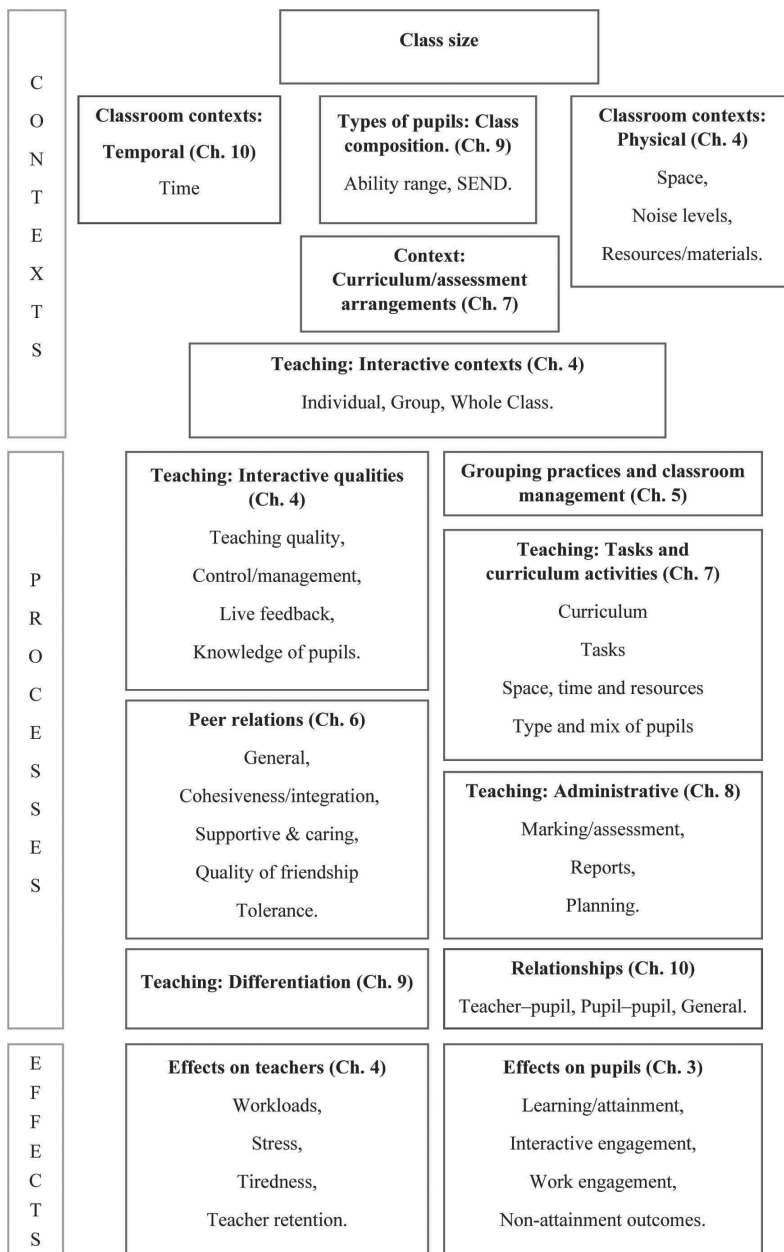 CONTEXTS
Class size
Classroom contexts:
Temporal (Ch. 10)
Time
Types of pupils: Class
composition. (Ch. 9)
Ability range, SEND.
Classroom contexts:
Physical (Ch. 4)
Space,
Noise levels,
Resources/materials.
Context:
Curriculum/assessment
arrangements (Ch. 7)
Teaching: Interactive contexts (Ch. 4)
Individual, Group, Whole Class.
PROCESSES
Teaching: Interactive qualities
(Ch. 4)
Teaching quality,
Control/management,
Live feedback,
Knowledge of pupils.
Grouping practices and classroom
management (Ch. 5)
Teaching: Tasks and
curriculum activities (Ch. 7)
Curriculum
Tasks
Space, time and resources
Type and mix of pupils
Peer relations (Ch. 6)
General,
Cohesiveness/integration,
Supportive & caring,
Quality of friendship
Tolerance.
Teaching: Administrative (Ch. 8)
Marking/assessment,
Reports,
Planning.
Teaching: Differentiation (Ch. 9)
Relationships (Ch. 10)
Teacher–pupil, Pupil–pupil, General.
EFFECTS
Effects on teachers (Ch. 4)
Workloads,
Stress,
Tiredness,
Teacher retention.
Effects on pupils (Ch. 3)
Learning/attainment,
Interactive engagement,
Work engagement,
Non-attainment outcomes.